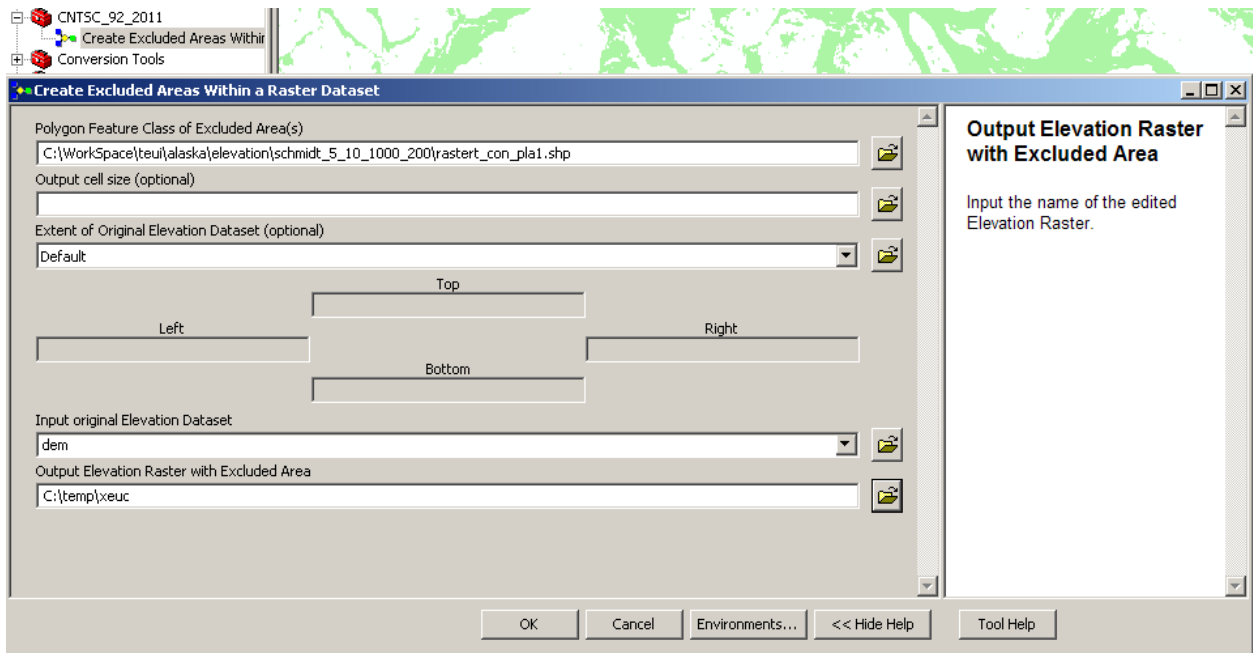 CNTSC_92_2011
Create Excluded Areas Within
Conversion Tools
Create Excluded Areas Within a Raster Dataset
Polygon Feature Class of Excluded Area(s)
C:\WorkSpace\teui\alaska\elevation\schmidt_5_10_1000_200\rastert_con_pla1.shp
Output cell size (optional)
Extent of Original Elevation Dataset (optional)
Default
Top
Left Right
Bottom
Input original Elevation Dataset
dem
Output Elevation Raster with Excluded Area
C:\temp\xeuc
Output Elevation Raster
with Excluded Area
Input the name of the edited
Elevation Raster.
OK Cancel Environments... << Hide Help Tool Help